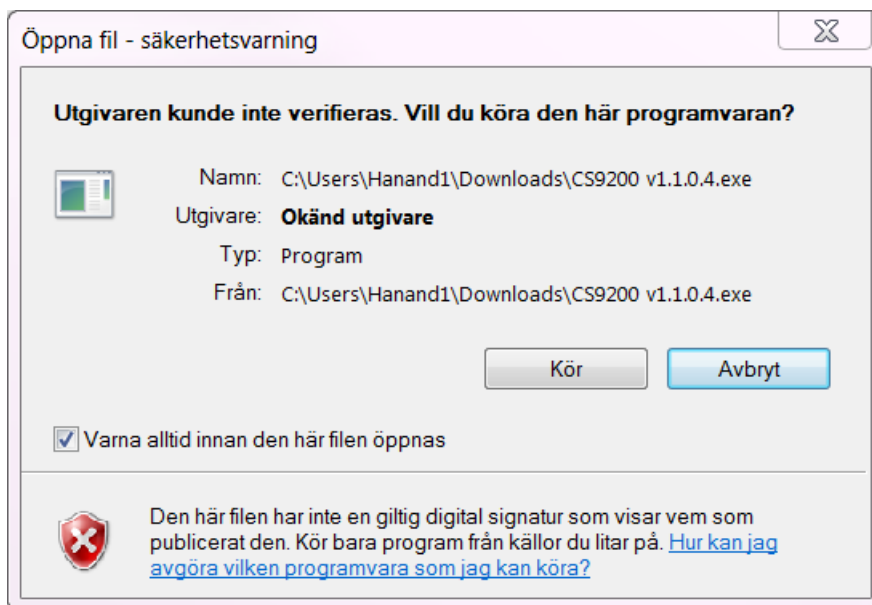 Öppna fil - säkerhetsvarning
Utgivaren kunde inte verifieras. Vill du köra den här programvaran?
Namn: C:\Users\Hanand1\Downloads\CS9200 v1.1.0.4.exe
Utgivare: Okänd utgivare
Typ: Program
Från: C:\Users\Hanand1\Downloads\CS9200 v1.1.0.4.exe
Kör Avbryt
Varna alltid innan den här filen öppnas
Den här filen har inte en giltig digital signatur som visar vem som
publicerat den. Kör bara program från källor du litar på. Hur kan jag
avgöra vilken programvara som jag kan köra?